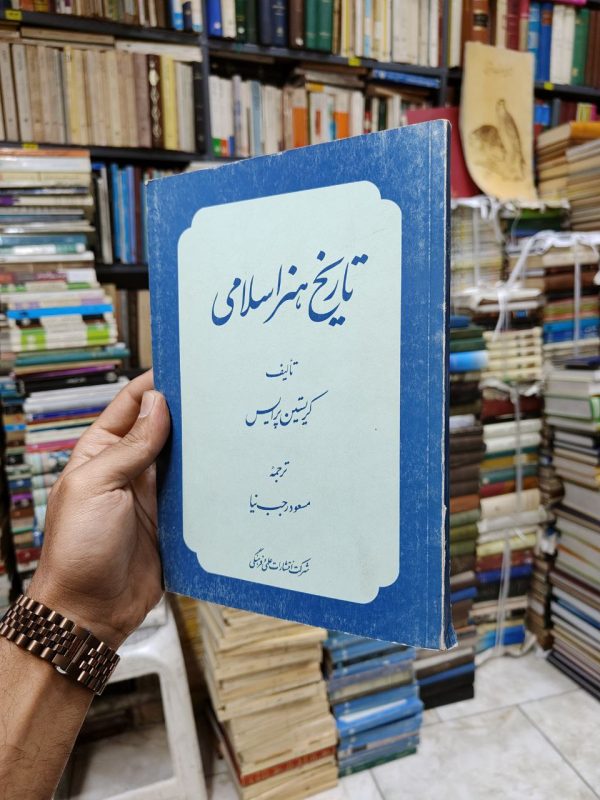 تاریخ هنر اسلامی
تألیف
کریستین پرایس
ترجمهٔ
مسعود رجب نیا
شرکت انتشارات علمی و فرهنگی